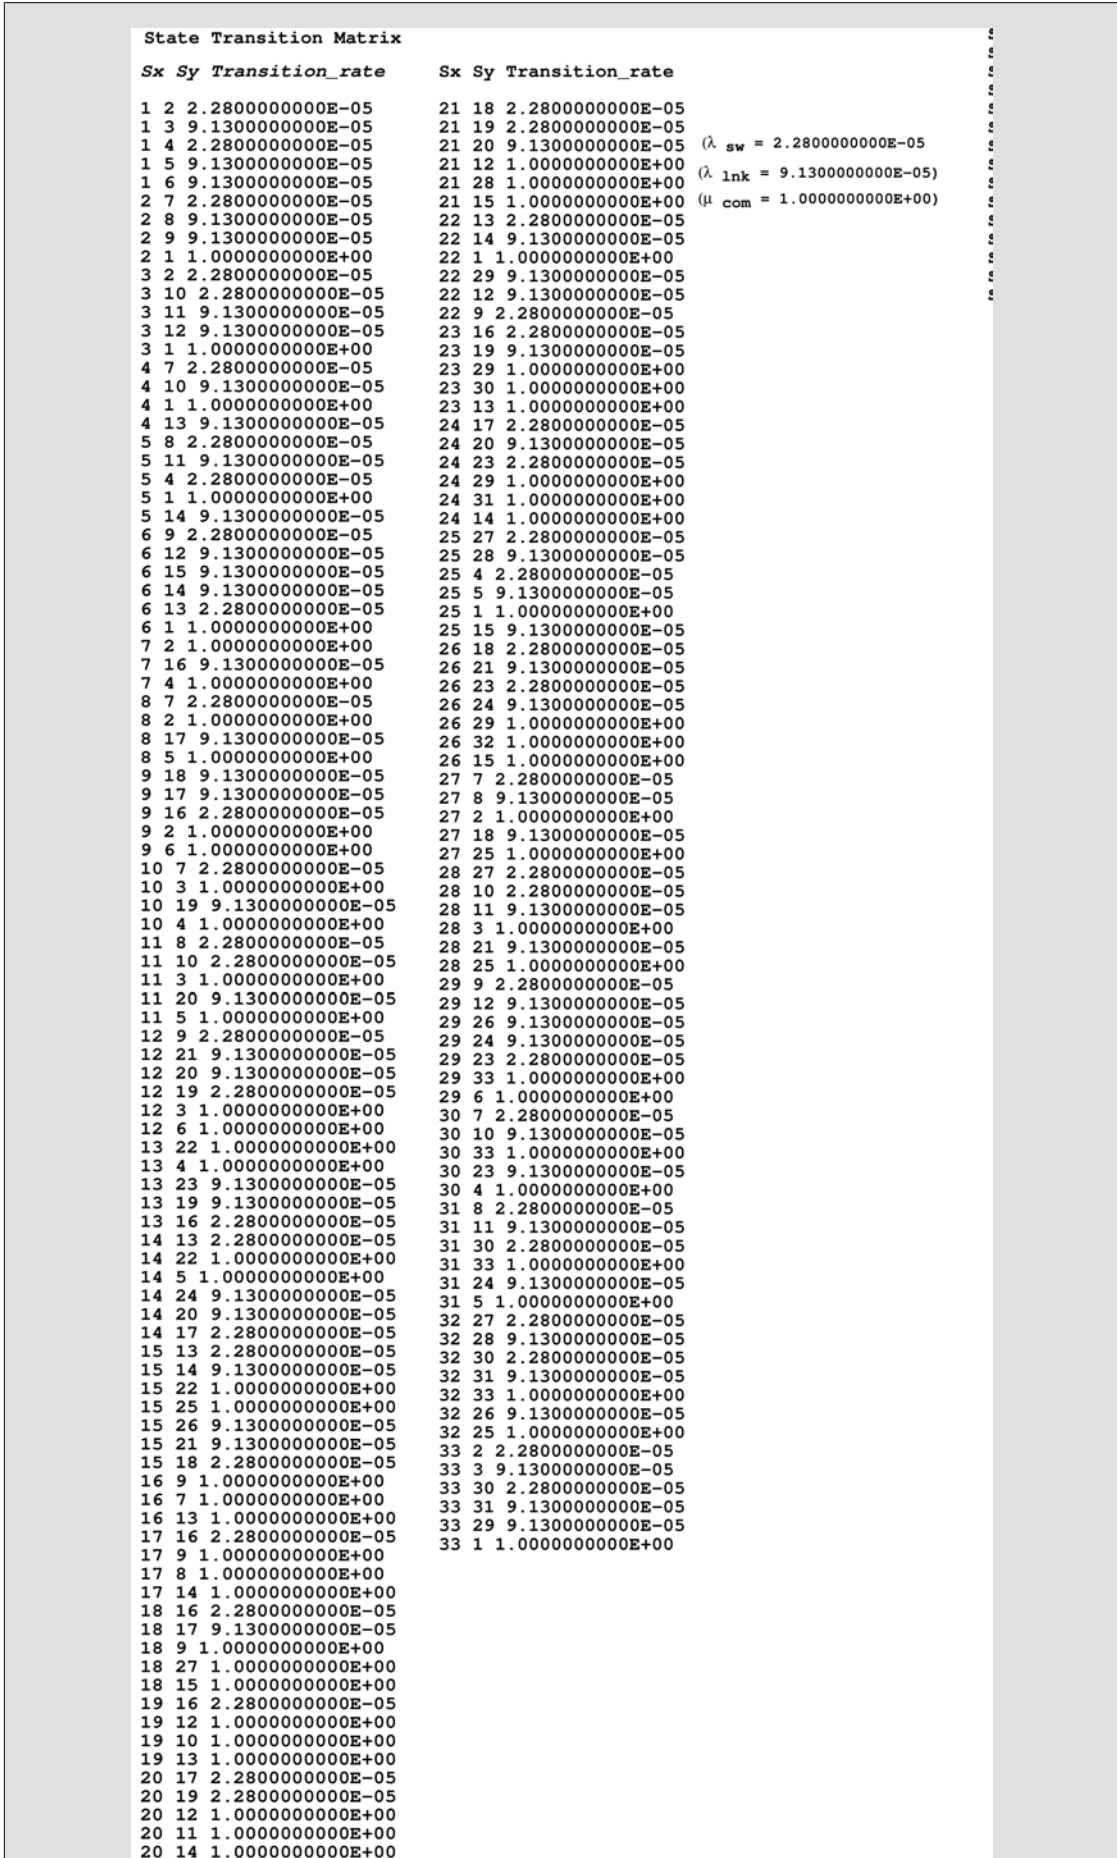 State Transition Matrix
Sx Sy Transition_rate
1 2 2.2800000000E-05
1 3 9.1300000000E-05
1 4 2.2800000000E-05
1 5 9.1300000000E-05
1 6 9.1300000000E-05
2 7 2.2800000000E-05
2 8 9.1300000000E-05
2 9 9.1300000000E-05
2 1 1.0000000000E+00
3 2 2.2800000000E-05
3 10 2.2800000000E-05
3 11 9.1300000000E-05
3 12 9.1300000000E-05
3 1 1.0000000000E+00
4 7 2.2800000000E-05
4 10 9.1300000000E-05
4 1 1.0000000000E+00
4 13 9.1300000000E-05
5 8 2.2800000000E-05
5 11 9.1300000000E-05
5 4 2.2800000000E-05
5 1 1.0000000000E+00
5 14 9.1300000000E-05
6 9 2.2800000000E-05
6 12 9.1300000000E-05
6 15 9.1300000000E-05
6 14 9.1300000000E-05
6 13 2.2800000000E-05
6 1 1.0000000000E+00
7 2 1.0000000000E+00
7 16 9.1300000000E-05
7 4 1.0000000000E+00
8 7 2.2800000000E-05
8 2 1.0000000000E+00
8 17 9.1300000000E-05
8 5 1.0000000000E+00
9 18 9.1300000000E-05
9 17 9.1300000000E-05
9 16 2.2800000000E-05
9 2 1.0000000000E+00
9 6 1.0000000000E+00
10 7 2.2800000000E-05
10 3 1.0000000000E+00
10 19 9.1300000000E-05
10 4 1.0000000000E+00
11 8 2.2800000000E-05
11 10 2.2800000000E-05
11 3 1.0000000000E+00
11 20 9.1300000000E-05
11 5 1.0000000000E+00
12 9 2.2800000000E-05
12 21 9.1300000000E-05
12 20 9.1300000000E-05
12 19 2.2800000000E-05
12 3 1.0000000000E+00
12 6 1.0000000000E+00
13 22 1.0000000000E+00
13 4 1.0000000000E+00
13 23 9.1300000000E-05
13 19 9.1300000000E-05
13 16 2.2800000000E-05
14 13 2.2800000000E-05
14 22 1.0000000000E+00
14 5 1.0000000000E+00
14 24 9.1300000000E-05
14 20 9.1300000000E-05
14 17 2.2800000000E-05
15 13 2.2800000000E-05
15 14 9.1300000000E-05
15 22 1.0000000000E+00
15 25 1.0000000000E+00
15 26 9.1300000000E-05
15 21 9.1300000000E-05
15 18 2.2800000000E-05
16 9 1.0000000000E+00
16 7 1.0000000000E+00
16 13 1.0000000000E+00
17 16 2.2800000000E-05
17 9 1.0000000000E+00
17 8 1.0000000000E+00
17 14 1.0000000000E+00
18 16 2.2800000000E-05
18 17 9.1300000000E-05
18 9 1.0000000000E+00
18 27 1.0000000000E+00
18 15 1.0000000000E+00
19 16 2.2800000000E-05
19 12 1.0000000000E+00
19 10 1.0000000000E+00
19 13 1.0000000000E+00
20 17 2.2800000000E-05
20 19 2.2800000000E-05
20 12 1.0000000000E+00
20 11 1.0000000000E+00
20 14 1.0000000000E+00
Sx Sy Transition_rate
21 18 2.2800000000E-05
21 19 2.2800000000E-05
21 20 9.1300000000E-05
21 12 1.0000000000E+00
21 28 1.0000000000E+00
21 15 1.0000000000E+00
22 13 2.2800000000E-05
22 14 9.1300000000E-05
22 1 1.0000000000E+00
22 29 9.1300000000E-05
22 12 9.1300000000E-05
22 9 2.2800000000E-05
23 16 2.2800000000E-05
23 19 9.1300000000E-05
23 29 1.0000000000E+00
23 30 1.0000000000E+00
23 13 1.0000000000E+00
24 17 2.2800000000E-05
24 20 9.1300000000E-05
24 23 2.2800000000E-05
24 29 1.0000000000E+00
24 31 1.0000000000E+00
24 14 1.0000000000E+00
25 27 2.2800000000E-05
25 28 9.1300000000E-05
25 4 2.2800000000E-05
25 5 9.1300000000E-05
25 1 1.0000000000E+00
25 15 9.1300000000E-05
26 18 2.2800000000E-05
26 21 9.1300000000E-05
26 23 2.2800000000E-05
26 24 9.1300000000E-05
26 29 1.0000000000E+00
26 32 1.0000000000E+00
26 15 1.0000000000E+00
27 7 2.2800000000E-05
27 8 9.1300000000E-05
27 2 1.0000000000E+00
27 18 9.1300000000E-05
27 25 1.0000000000E+00
28 27 2.2800000000E-05
28 10 2.2800000000E-05
28 11 9.1300000000E-05
28 3 1.0000000000E+00
28 21 9.1300000000E-05
28 25 1.0000000000E+00
29 9 2.2800000000E-05
29 12 9.1300000000E-05
29 26 9.1300000000E-05
29 24 9.1300000000E-05
29 23 2.2800000000E-05
29 33 1.0000000000E+00
29 6 1.0000000000E+00
30 7 2.2800000000E-05
30 10 9.1300000000E-05
30 33 1.0000000000E+00
30 23 9.1300000000E-05
30 4 1.0000000000E+00
31 8 2.2800000000E-05
31 11 9.1300000000E-05
31 30 2.2800000000E-05
31 33 1.0000000000E+00
31 24 9.1300000000E-05
31 5 1.0000000000E+00
32 27 2.2800000000E-05
32 28 9.1300000000E-05
32 30 2.2800000000E-05
32 31 9.1300000000E-05
32 33 1.0000000000E+00
32 26 9.1300000000E-05
32 25 1.0000000000E+00
33 2 2.2800000000E-05
33 3 9.1300000000E-05
33 30 2.2800000000E-05
33 31 9.1300000000E-05
33 29 9.1300000000E-05
33 1 1.0000000000E+00
(λ sw = 2.2800000000E-05
(λ lnk = 9.1300000000E-05)
(μ com = 1.0000000000E+00)